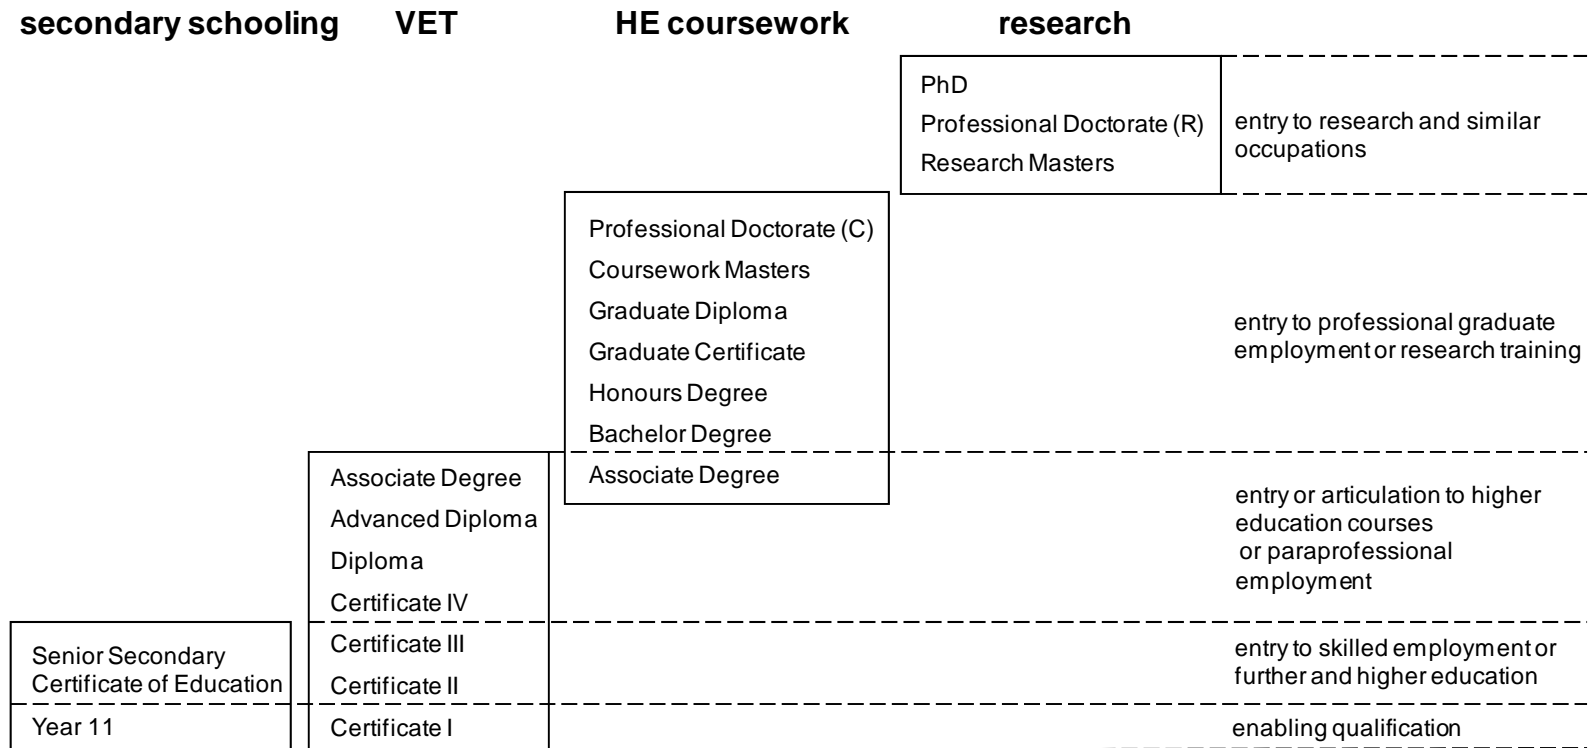 secondary schooling VET HE coursework research
PhD
Professional Doctorate (R)
Research Masters
entry to research and similar
occupations
Professional Doctorate (C)
Coursework Masters
Graduate Diploma
Graduate Certificate
Honours Degree
Bachelor Degree
Associate Degree
entry to professional graduate
employment or research training
Associate Degree
Advanced Diploma
Diploma
Certificate IV
Certificate III
Certificate II
Certificate I
entry or articulation to higher
education courses
or paraprofessional
employment
Senior Secondary
Certificate of Education
Year 11
entry to skilled employment or
further and higher education
enabling qualification